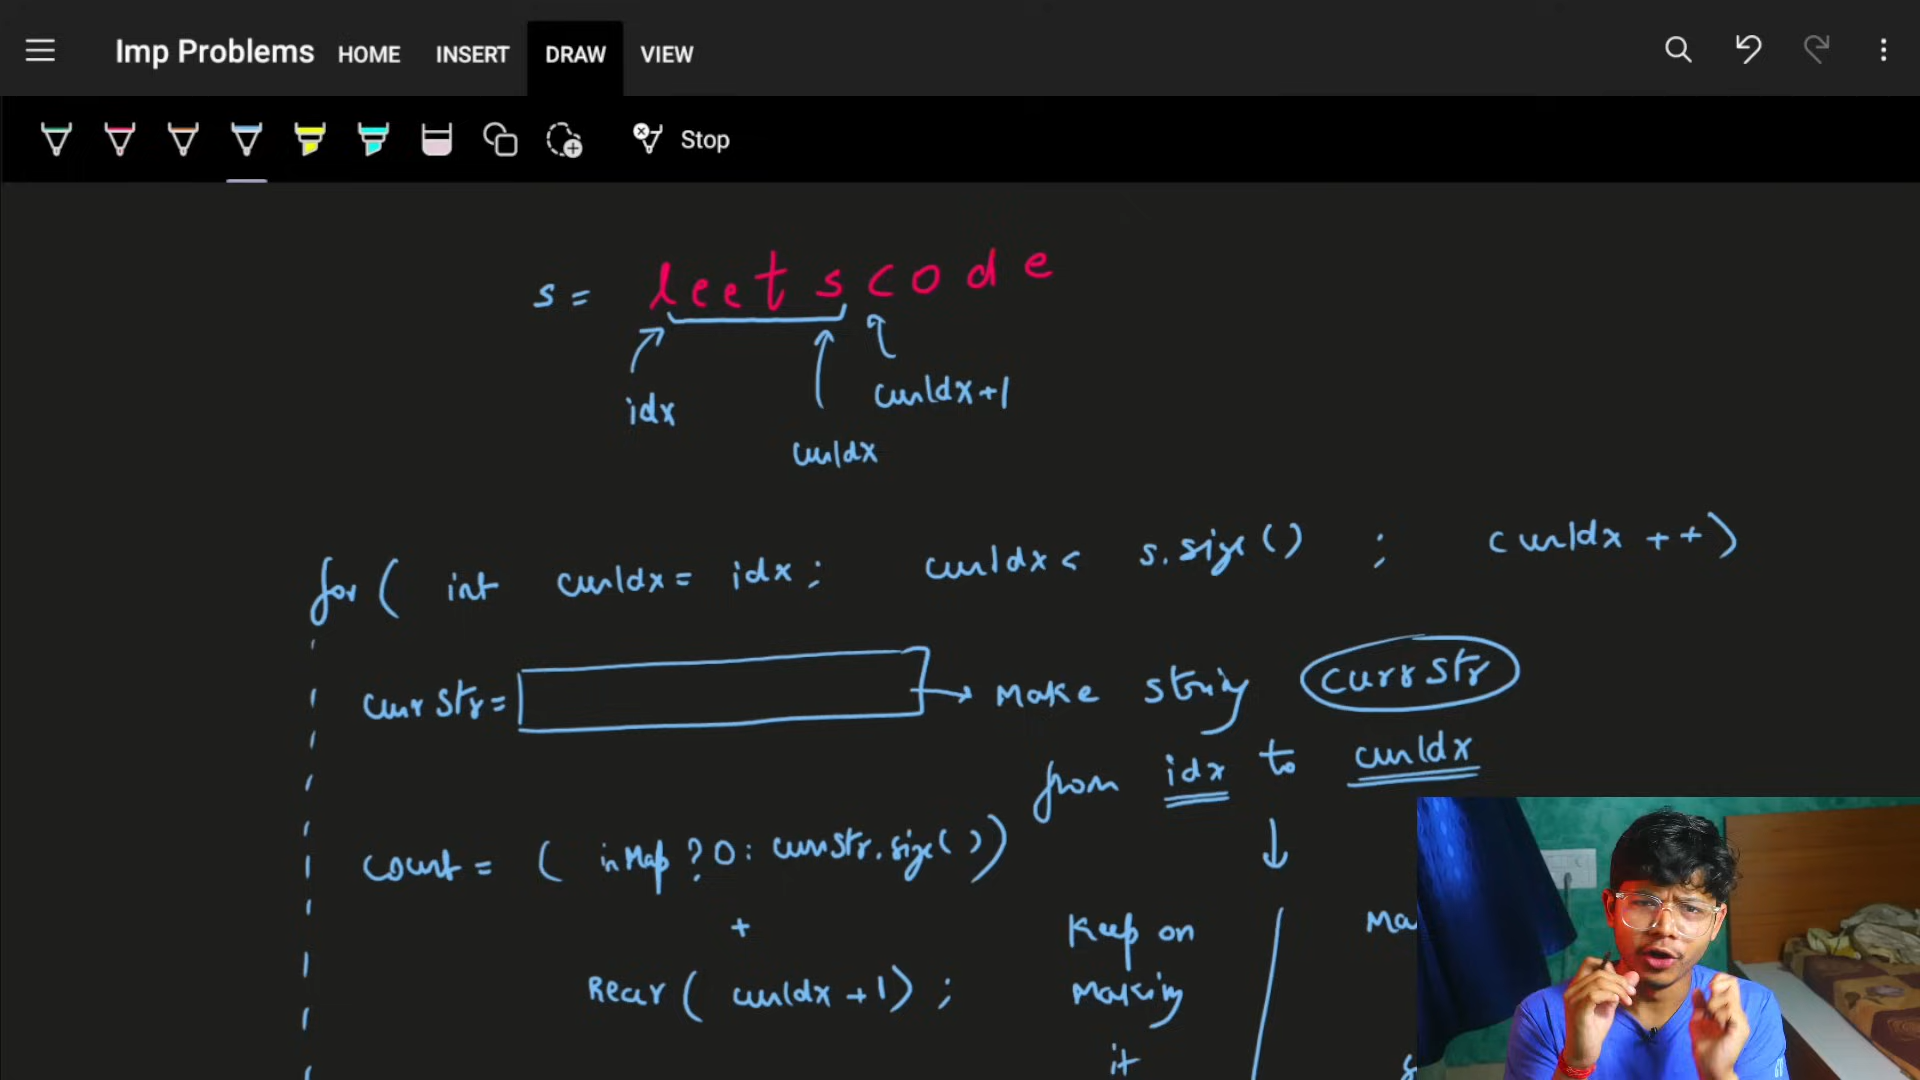 Imp Problems HOME INSERT DRAW VIEW
Stop
s = leetscode
idx
currIdx
currIdx+1
for ( int currIdx = idx; currIdx < s.size() ; currIdx ++)
currStr = → Make string currStr
from idx to currIdx
count = ( inMap ? 0 : currStr.size())
+
Recur ( currIdx +1) ;
Keep on
making
it